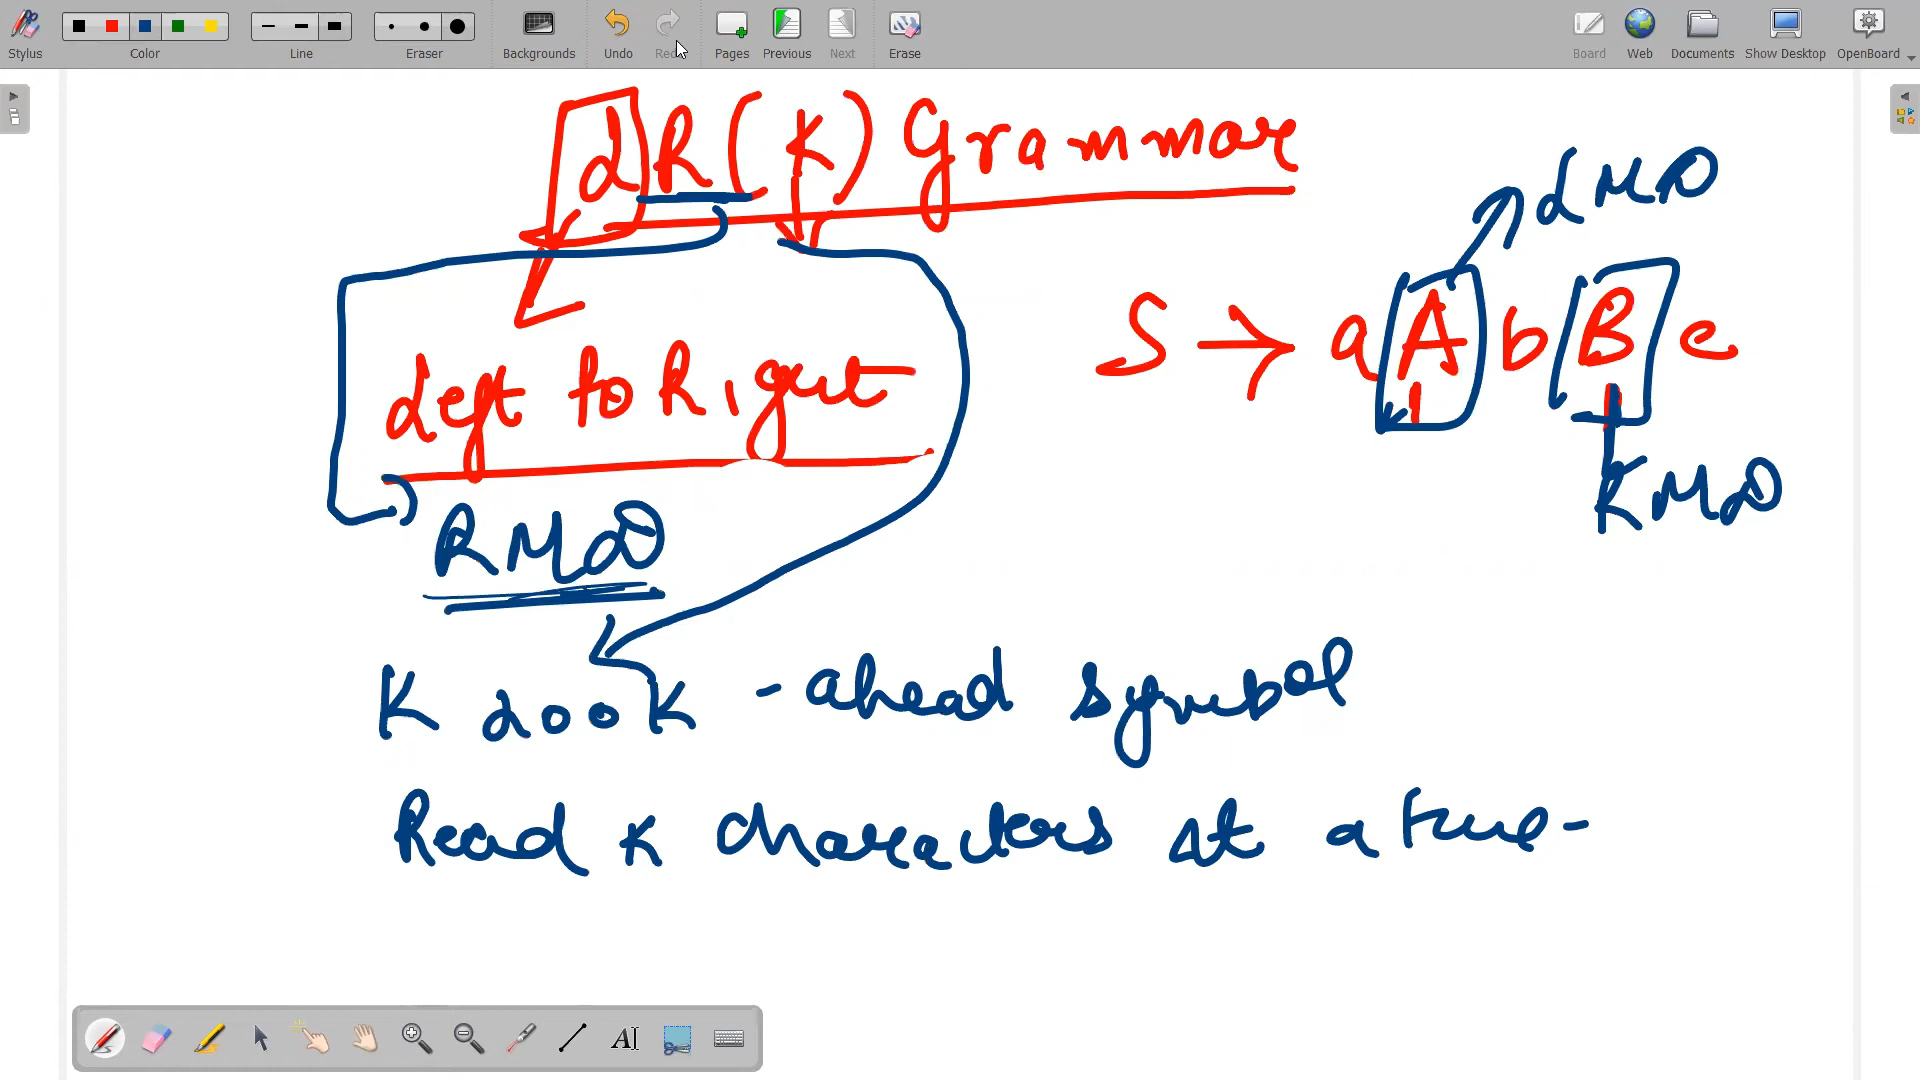 Stylus
Color
Line
Eraser
Backgrounds
Undo
Pages
Previous
Next
Erase
Board
Web
Documents
Show Desktop
OpenBoard
LR(K) Grammar
LMD
S → aAbBe
Left to Right
RMD
RMD
K Look - ahead symbol
Read K characters at a time -
AI